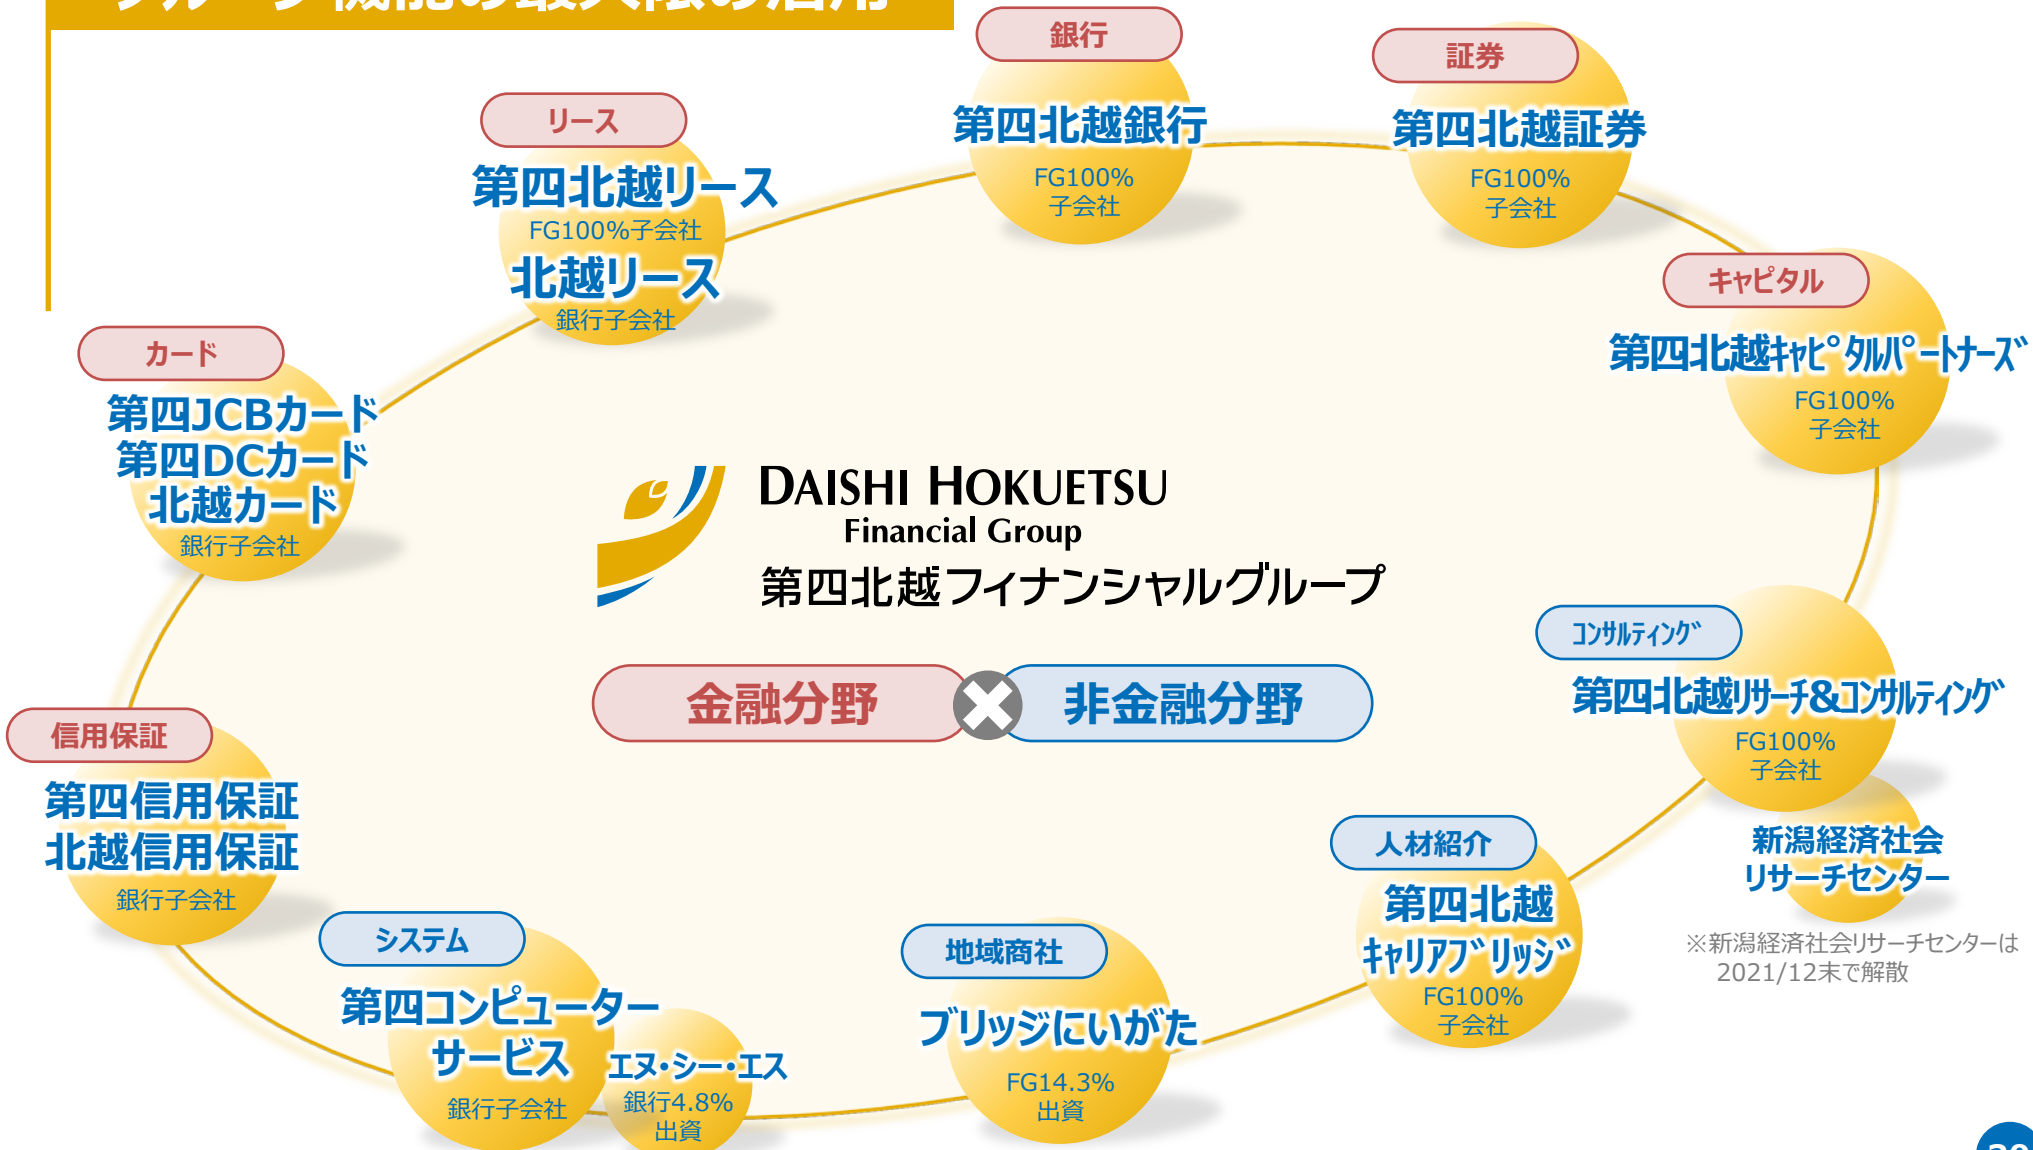 グループ機能の最大限の活用
銀行
第四北越銀行
FG100%
子会社
証券
第四北越証券
FG100%
子会社
リース
第四北越リース
FG100%子会社
北越リース
銀行子会社
キャピタル
第四北越ｷｬﾋﾟﾀﾙﾊﾟｰﾄﾅｰｽﾞ
FG100%
子会社
カード
第四JCBカード
第四DCカード
北越カード
銀行子会社
DAISHI HOKUETSU
Financial Group
第四北越フィナンシャルグループ
金融分野
非金融分野
ｺﾝｻﾙﾃｨﾝｸﾞ
第四北越ﾘｻｰﾁ&ｺﾝｻﾙﾃｨﾝｸﾞ
FG100%
子会社
新潟経済社会
リサーチセンター
※新潟経済社会リサーチセンターは
2021/12末で解散
信用保証
第四信用保証
北越信用保証
銀行子会社
人材紹介
第四北越
ｷｬﾘｱﾌﾞﾘｯｼﾞ
FG100%
子会社
システム
第四コンピューター
サービス
銀行子会社
エヌ・シー・エス
銀行4.8%
出資
地域商社
ブリッジにいがた
FG14.3%
出資